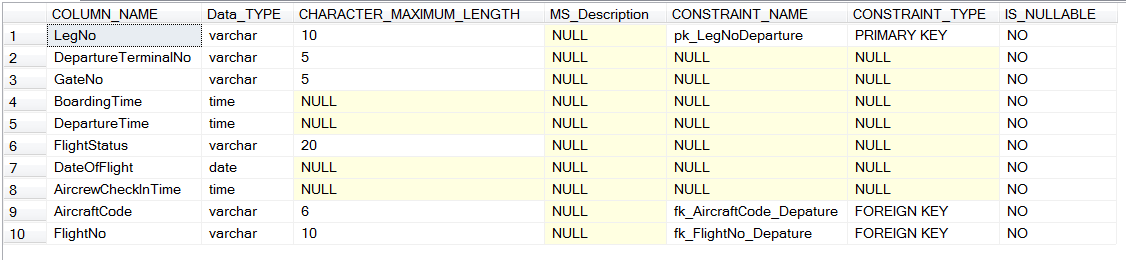 COLUMN_NAME Data_TYPE CHARACTER_MAXIMUM_LENGTH MS_Description CONSTRAINT_NAME CONSTRAINT_TYPE IS_NULLABLE
1 LegNo varchar 10 NULL pk_LegNoDeparture PRIMARY KEY NO
2 DepartureTerminalNo varchar 5 NULL NULL NULL NO
3 GateNo varchar 5 NULL NULL NULL NO
4 BoardingTime time NULL NULL NULL NULL NO
5 DepartureTime time NULL NULL NULL NULL NO
6 FlightStatus varchar 20 NULL NULL NULL NO
7 DateOfFlight date NULL NULL NULL NULL NO
8 AircrewCheckInTime time NULL NULL NULL NULL NO
9 AircraftCode varchar 6 NULL fk_AircraftCode_Depature FOREIGN KEY NO
10 FlightNo varchar 10 NULL fk_FlightNo_Depature FOREIGN KEY NO